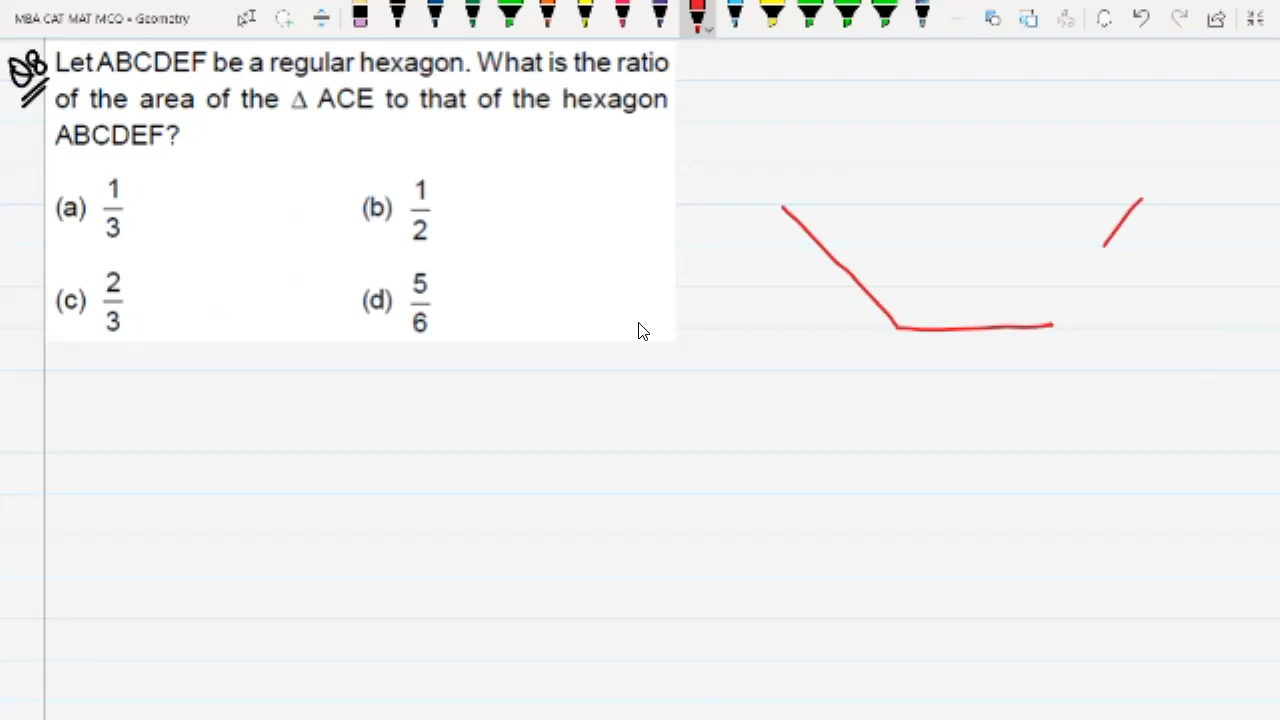 MBA CAT MAT MCQ = Geometry
Q8 Let ABCDEF be a regular hexagon. What is the ratio
of the area of the Δ ACE to that of the hexagon
ABCDEF?
(a) 1/3 (b) 1/2
(c) 2/3 (d) 5/6